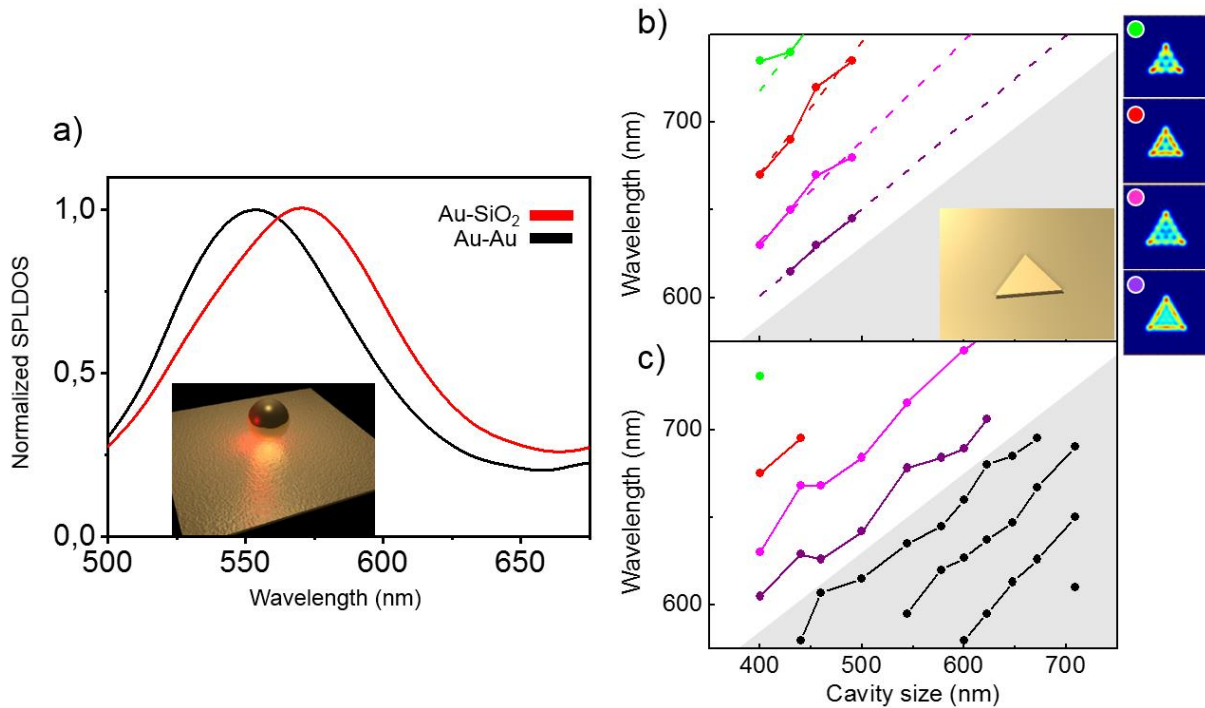 a)
Normalized SPLDOS
1,0
0,5
0,0
Au-SiO₂
Au-Au
500
550
600
650
Wavelength (nm)
b)
Wavelength (nm)
700
600
c)
Wavelength (nm)
700
600
400
500
600
700
Cavity size (nm)